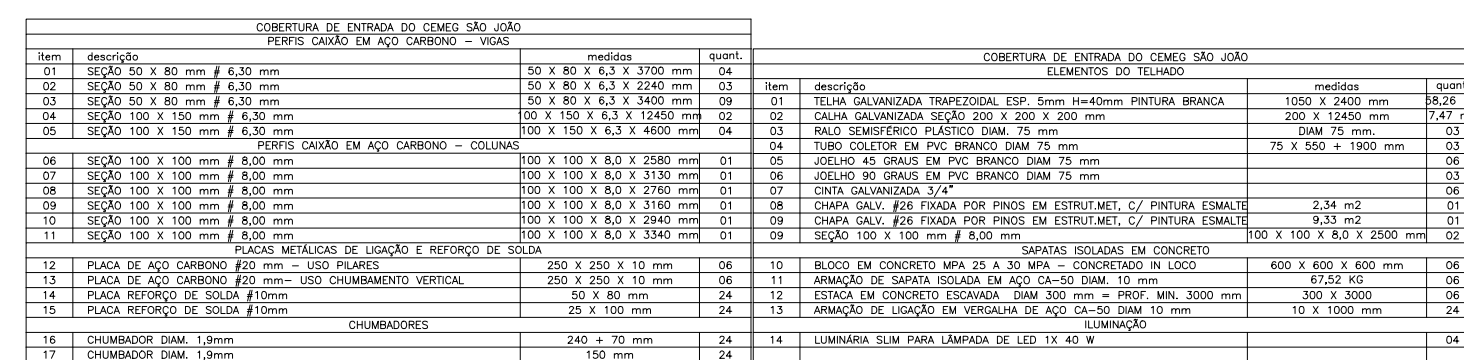 COBERTURA DE ENTRADA DO CEMEG SÃO JOÃO
PERFIS CAIXÃO EM AÇO CARBONO – VIGAS
item descrição medidas quant.
01 SEÇÃO 50 X 80 mm # 6,30 mm 50 X 80 X 6,3 X 3700 mm 04
02 SEÇÃO 50 X 80 mm # 6,30 mm 50 X 80 X 6,3 X 2240 mm 03
03 SEÇÃO 50 X 80 mm # 6,30 mm 50 X 80 X 6,3 X 3400 mm 09
04 SEÇÃO 100 X 150 mm # 6,30 mm 100 X 150 X 6,3 X 12450 mm 02
05 SEÇÃO 100 X 150 mm # 6,30 mm 100 X 150 X 6,3 X 4600 mm 04
PERFIS CAIXÃO EM AÇO CARBONO – COLUNAS
06 SEÇÃO 100 X 100 mm # 8,00 mm 100 X 100 X 8,0 X 2580 mm 01
07 SEÇÃO 100 X 100 mm # 8,00 mm 100 X 100 X 8,0 X 3130 mm 01
08 SEÇÃO 100 X 100 mm # 8,00 mm 100 X 100 X 8,0 X 2760 mm 01
09 SEÇÃO 100 X 100 mm # 8,00 mm 100 X 100 X 8,0 X 3160 mm 01
10 SEÇÃO 100 X 100 mm # 8,00 mm 100 X 100 X 8,0 X 2940 mm 01
11 SEÇÃO 100 X 100 mm # 8,00 mm 100 X 100 X 8,0 X 3340 mm 01
PLACAS METÁLICAS DE LIGAÇÃO E REFORÇO DE SOLDA
12 PLACA DE AÇO CARBONO #20 mm – USO PILARES 250 X 250 X 10 mm 06
13 PLACA DE AÇO CARBONO #20 mm– USO CHUMBAMENTO VERTICAL 250 X 250 X 10 mm 06
14 PLACA REFORÇO DE SOLDA #10mm 50 X 80 mm 24
15 PLACA REFORÇO DE SOLDA #10mm 25 X 100 mm 24
CHUMBADORES
16 CHUMBADOR DIAM. 1,9mm 240 + 70 mm 24
17 CHUMBADOR DIAM. 1,9mm 150 mm 24
COBERTURA DE ENTRADA DO CEMEG SÃO JOÃO
ELEMENTOS DO TELHADO
item descrição medidas quant
01 TELHA GALVANIZADA TRAPEZOIDAL ESP. 5mm H=40mm PINTURA BRANCA 1050 X 2400 mm 58,26
02 CALHA GALVANIZADA SEÇÃO 200 X 200 X 200 mm 200 X 12450 mm 7,47
03 RALO SEMISFÉRICO PLÁSTICO DIAM. 75 mm DIAM 75 mm. 03
04 TUBO COLETOR EM PVC BRANCO DIAM 75 mm 75 X 550 + 1900 mm 03
05 JOELHO 45 GRAUS EM PVC BRANCO DIAM 75 mm 06
06 JOELHO 90 GRAUS EM PVC BRANCO DIAM 75 mm 03
07 CINTA GALVANIZADA 3/4" 06
08 CHAPA GALV. #26 FIXADA POR PINOS EM ESTRUT.MET, C/ PINTURA ESMALTE 2,34 m2 01
09 CHAPA GALV. #26 FIXADA POR PINOS EM ESTRUT.MET, C/ PINTURA ESMALTE 9,33 m2 01
09 SEÇÃO 100 X 100 mm # 8,00 mm 100 X 100 X 8,0 X 2500 mm 02
SAPATAS ISOLADAS EM CONCRETO
10 BLOCO EM CONCRETO MPA 25 A 30 MPA – CONCRETADO IN LOCO 600 X 600 X 600 mm 06
11 ARMAÇÃO DE SAPATA ISOLADA EM AÇO CA–50 DIAM. 10 mm 67,52 KG 06
12 ESTACA EM CONCRETO ESCAVADA DIAM 300 mm = PROF. MIN. 3000 mm 300 X 3000 06
13 ARMAÇÃO DE LIGAÇÃO EM VERGALHA DE AÇO CA–50 DIAM 10 mm 10 X 1000 mm 24
ILUMINAÇÃO
14 LUMINÁRIA SLIM PARA LÂMPADA DE LED 1X 40 W 04